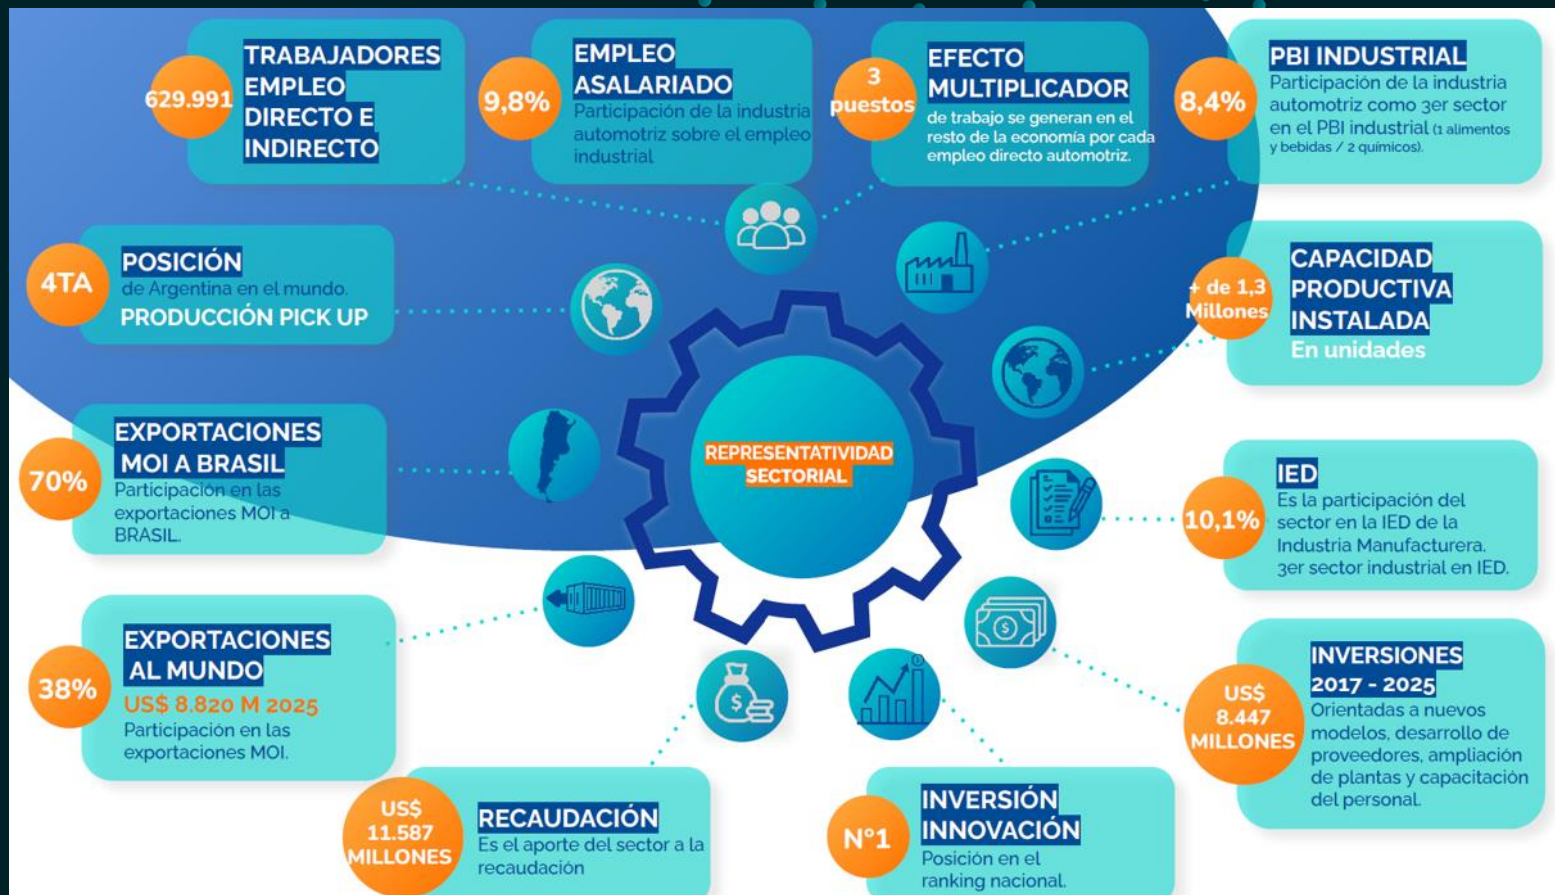 629.991
TRABAJADORES
EMPLEO
DIRECTO E
INDIRECTO
9,8%
EMPLEO
ASALARIADO
Participación de la industria
automotriz sobre el empleo
industrial
3
puestos
EFECTO
MULTIPLICADOR
de trabajo se generan en el
resto de la economía por cada
empleo directo automotriz.
8,4%
PBI INDUSTRIAL
Participación de la industria
automotriz como 3er sector
en el PBI industrial (1 alimentos
y bebidas / 2 químicos).
4TA
POSICIÓN
de Argentina en el mundo.
PRODUCCIÓN PICK UP
+ de 1,3
Millones
CAPACIDAD
PRODUCTIVA
INSTALADA
En unidades
70%
EXPORTACIONES
MOI A BRASIL
Participación en las
exportaciones MOI a
BRASIL.
REPRESENTATIVIDAD
SECTORIAL
10,1%
IED
Es la participación del
sector en la IED de la
Industria Manufacturera.
3er sector industrial en IED.
38%
EXPORTACIONES
AL MUNDO
US$ 8.820 M 2025
Participación en las
exportaciones MOI.
US$
8.447
MILLONES
INVERSIONES
2017 - 2025
Orientadas a nuevos
modelos, desarrollo de
proveedores, ampliación
de plantas y capacitación
del personal.
US$
11.587
MILLONES
RECAUDACIÓN
Es el aporte del sector a la
recaudación
N°1
INVERSIÓN
INNOVACIÓN
Posición en el
ranking nacional.